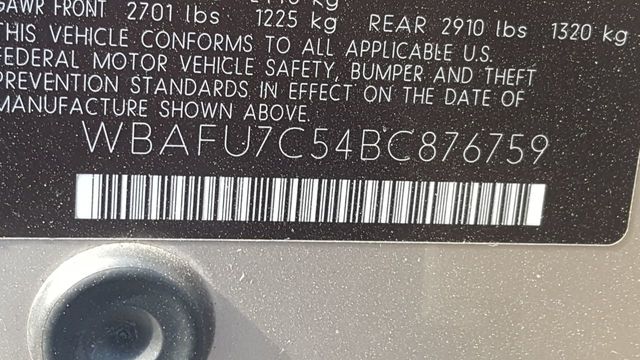 GAWR FRONT 2701 lbs 1225 kg REAR 2910 lbs 1320 kg
THIS VEHICLE CONFORMS TO ALL APPLICABLE U.S.
FEDERAL MOTOR VEHICLE SAFETY, BUMPER AND THEFT
PREVENTION STANDARDS IN EFFECT ON THE DATE OF
MANUFACTURE SHOWN ABOVE.
WBAFU7C54BC876759